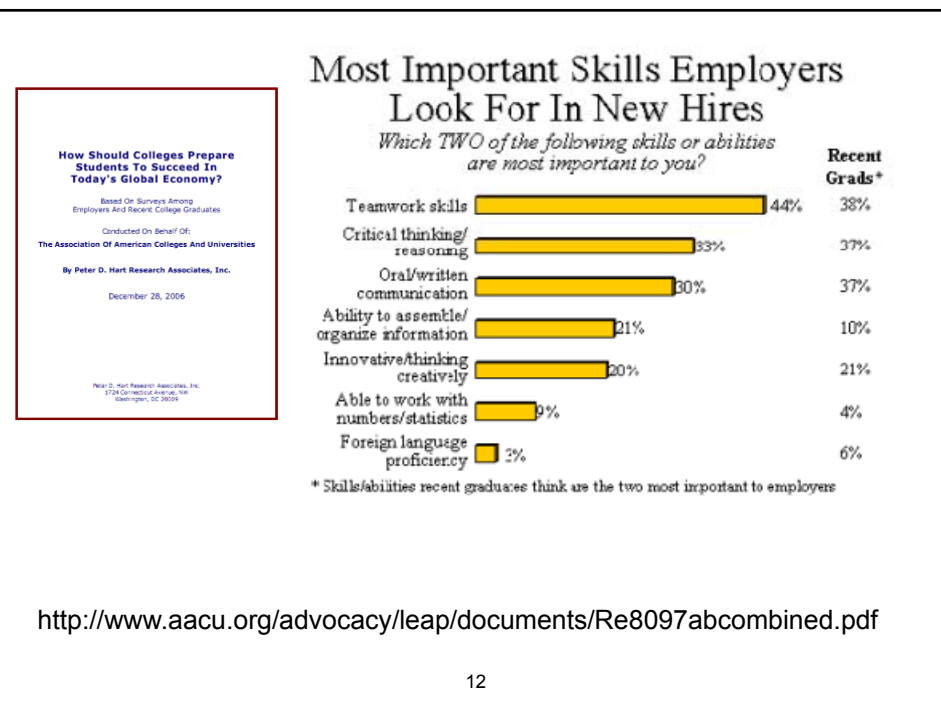 How Should Colleges Prepare
Students To Succeed In
Today's Global Economy?
Based On Surveys Among
Employers And Recent College Graduates
Conducted On Behalf Of:
The Association Of American Colleges And Universities
By Peter D. Hart Research Associates, Inc.
December 28, 2006
Peter D. Hart Research Associates, Inc.
1724 Connecticut Avenue, NW
Washington, DC 20009
Most Important Skills Employers
Look For In New Hires
Which TWO of the following skills or abilities
are most important to you?
Recent
Grads*
Teamwork skills 44% 38%
Critical thinking/
reasoning 33% 37%
Oral/written
communication 30% 37%
Ability to assemble/
organize information 21% 10%
Innovative/thinking
creatively 20% 21%
Able to work with
numbers/statistics 9% 4%
Foreign language
proficiency 3% 6%
* Skills/abilities recent graduates think are the two most important to employers
http://www.aacu.org/advocacy/leap/documents/Re8097abcombined.pdf
12